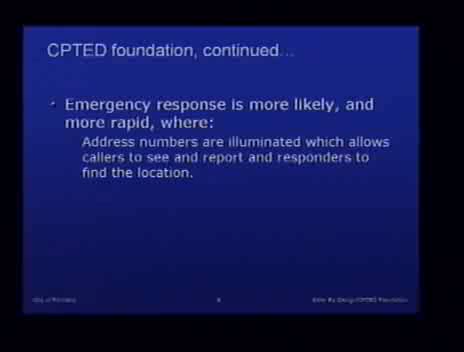 CPTED foundation, continued...
Emergency response is more likely, and
more rapid, where:
Address numbers are illuminated which allows
callers to see and report and responders to
find the location.